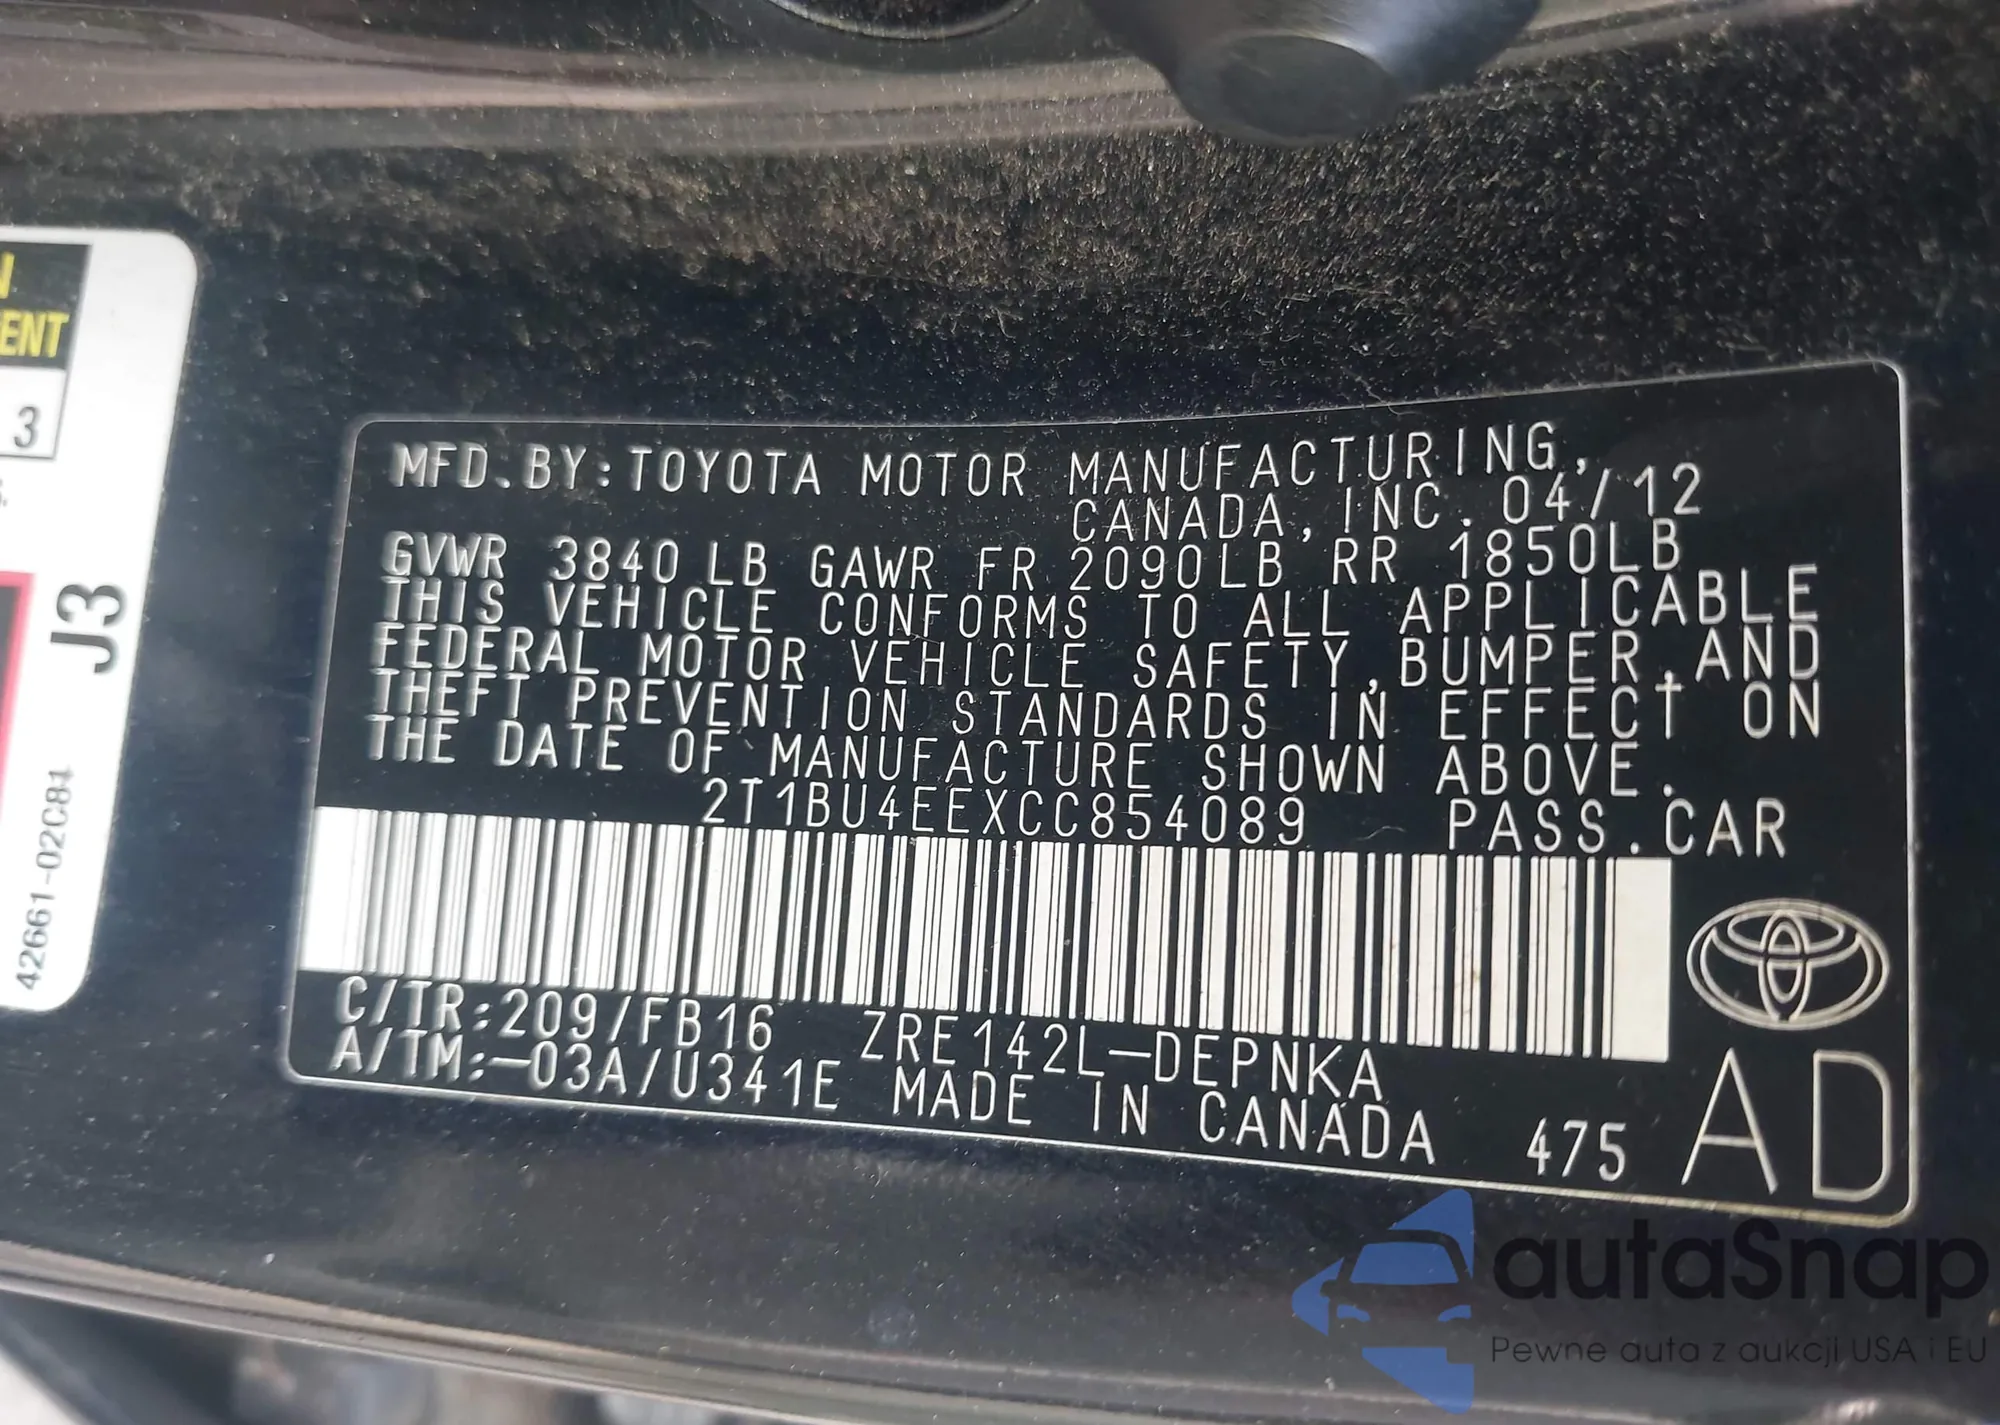 N
ENT
3
J3
42661-02C81
MFD.BY:TOYOTA MOTOR MANUFACTURING,
CANADA, INC. 04/12
GVWR 3840 LB GAWR FR 2090LB RR 1850LB
THIS VEHICLE CONFORMS TO ALL APPLICABLE
FEDERAL MOTOR VEHICLE SAFETY, BUMPER, AND
THEFT PREVENTION STANDARDS IN EFFECT ON
THE DATE OF MANUFACTURE SHOWN ABOVE.
2T1BU4EEXCC854089 PASS.CAR
C/TR:209/FB16 ZRE142L-DEPNKA
A/TM:-03A/U341E MADE IN CANADA 475
AD
autoSnap
Pewne auta z aukcji USA i EU